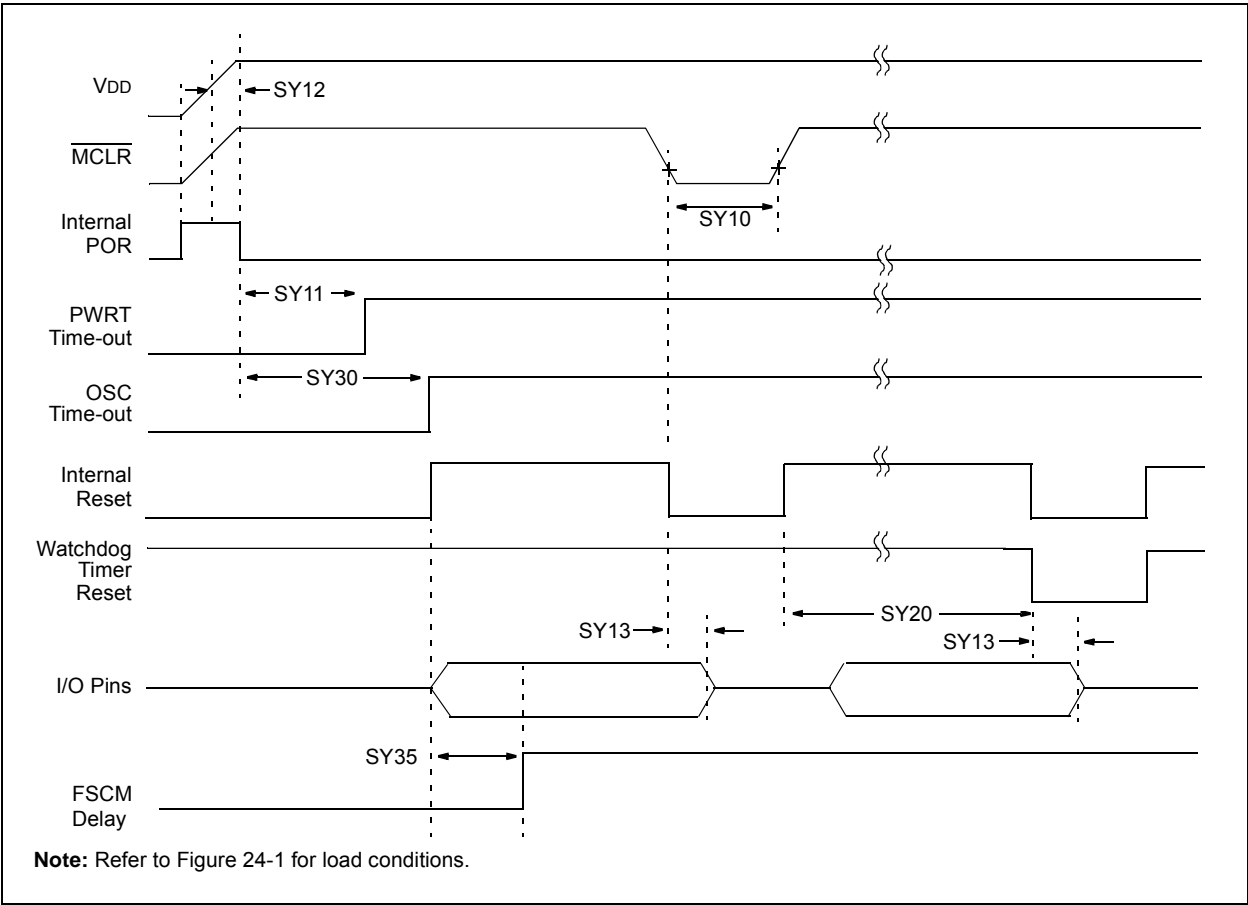 VDD
SY12
MCLR
SY10
Internal
POR
SY11
PWRT
Time-out
SY30
OSC
Time-out
Internal
Reset
Watchdog
Timer
Reset
SY20
SY13
SY13
I/O Pins
SY35
FSCM
Delay
Note: Refer to Figure 24-1 for load conditions.